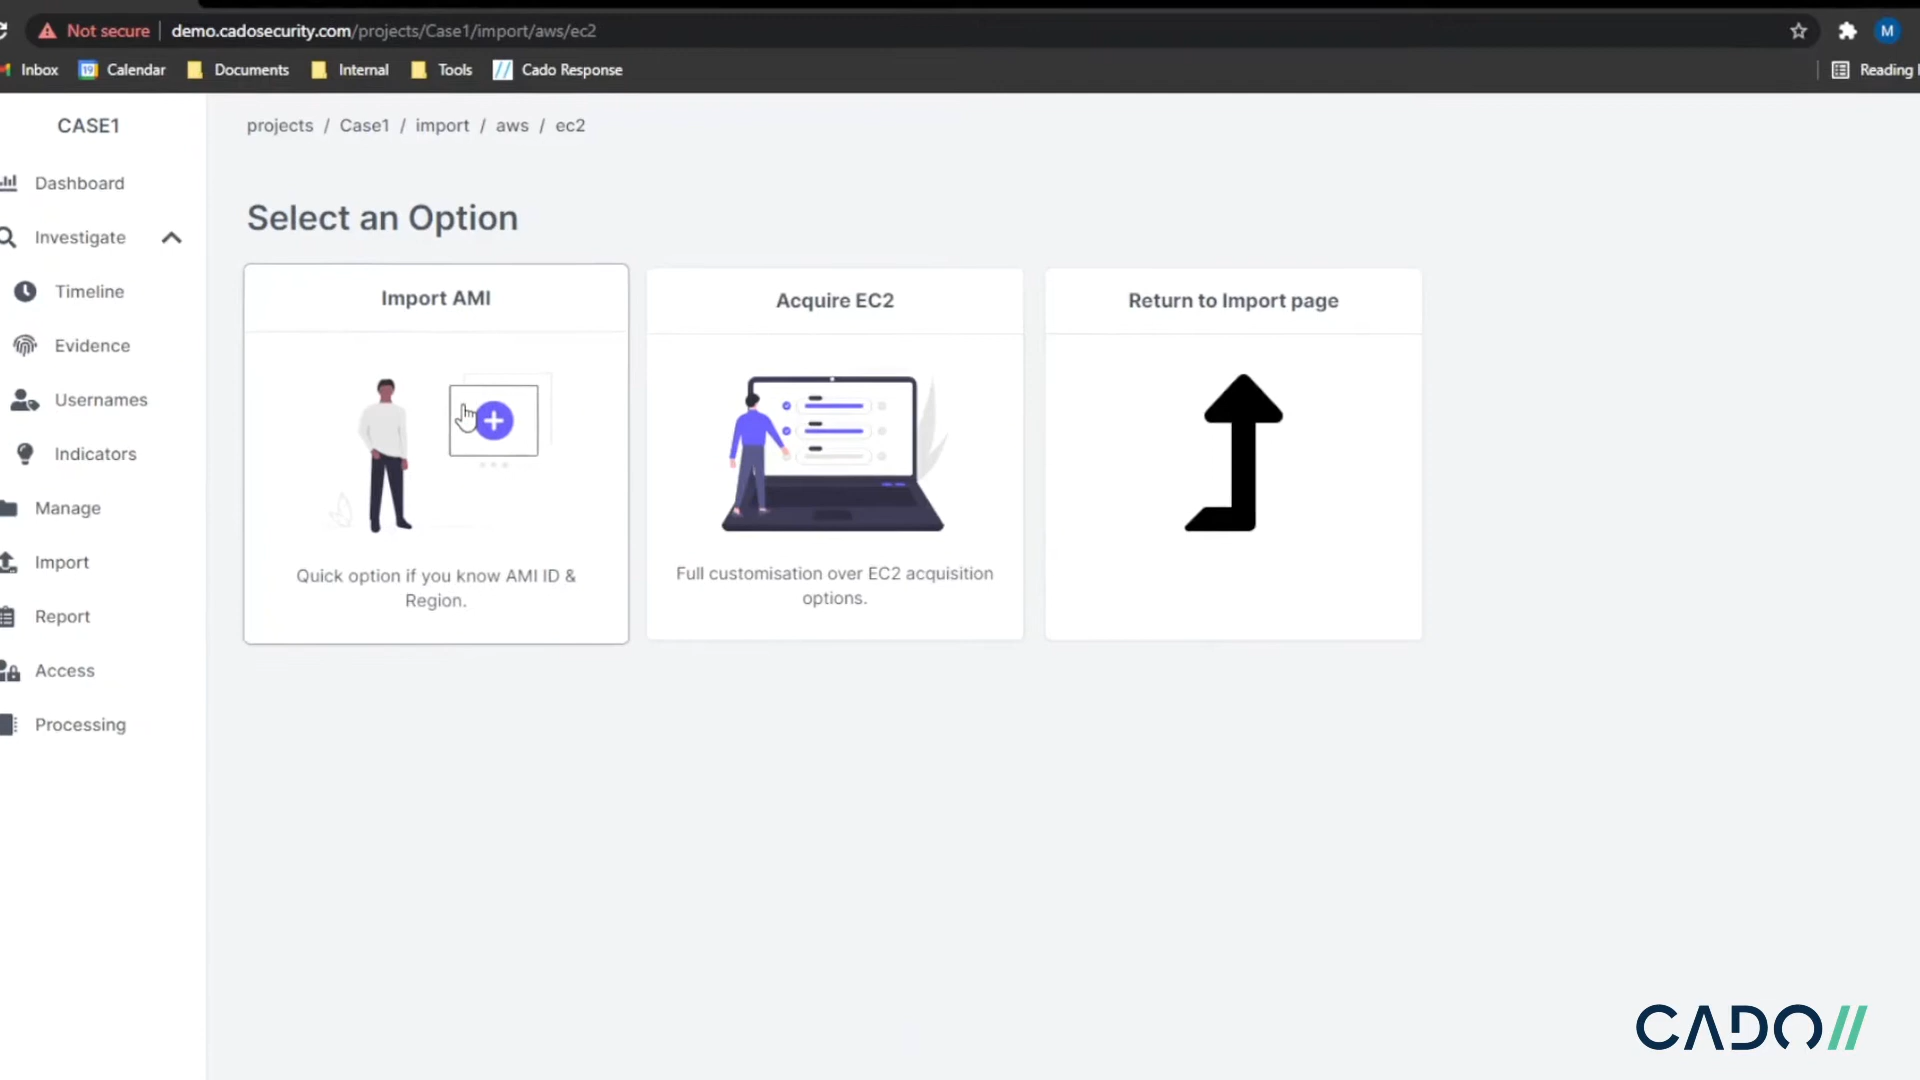 Not secure demo.cadosecurity.com/projects/Case1/import/aws/ec2 M
Inbox 19 Calendar Documents Internal Tools Cado Response Reading
CASE1
projects / Case1 / import / aws / ec2
Dashboard
Select an Option
Investigate
Timeline
Evidence
Usernames
Indicators
Manage
Import
Report
Access
Processing
Import AMI
Quick option if you know AMI ID &
Region.
Acquire EC2
Full customisation over EC2 acquisition
options.
Return to Import page
CADO//